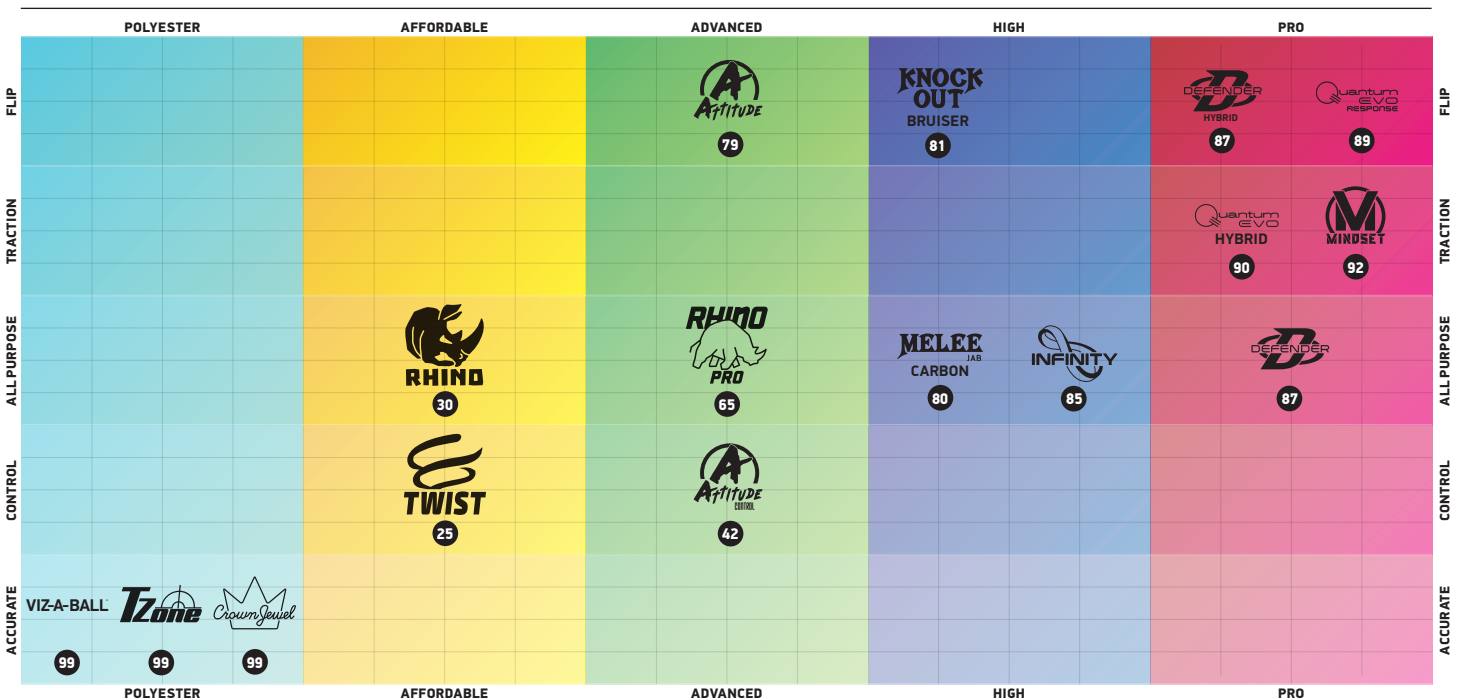 POLYESTER AFFORDABLE ADVANCED HIGH PRO
FLIP
ATTITUDE
79
KNOCK
OUT
BRUISER
81
DEFENDER
HYBRID
87
Quantum
EVO
RESPONSE
89
FLIP
TRACTION
Quantum
EVO
HYBRID
90
M
MINDSET
92
TRACTION
ALL PURPOSE
RHINO
30
RHINO
PRO
65
MELEE
JAB
CARBON
80
INFINITY
85
DEFENDER
87
ALL PURPOSE
CONTROL
TWIST
25
ATTITUDE
CONTROL
42
CONTROL
ACCURATE
VIZ-A-BALL
99
TZone
99
Crown Jewel
99
ACCURATE
POLYESTER AFFORDABLE ADVANCED HIGH PRO